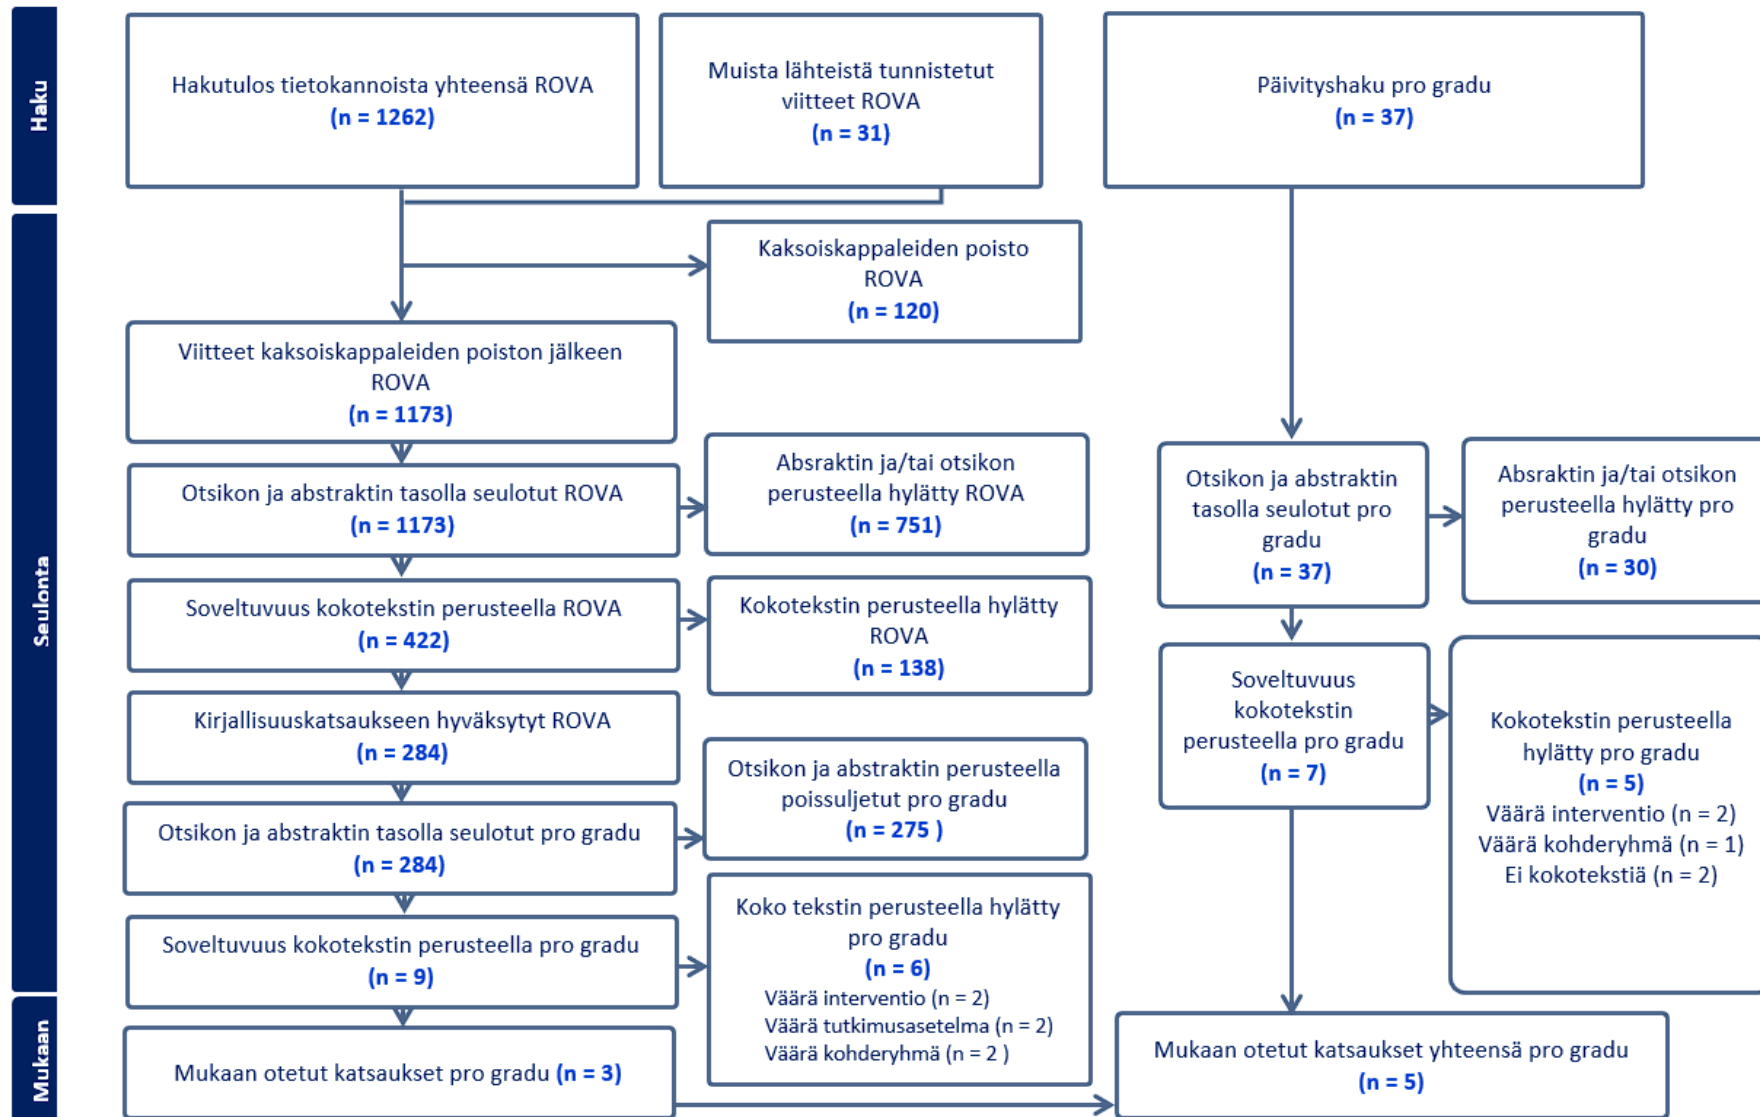 Haku
Hakutulos tietokannoista yhteensä ROVA
(n = 1262)
Muista lähteistä tunnistetut
viitteet ROVA
(n = 31)
Päivityshaku pro gradu
(n = 37)
Seulonta
Kaksoiskappaleiden poisto
ROVA
(n = 120)
Viitteet kaksoiskappaleiden poiston jälkeen
ROVA
(n = 1173)
Otsikon ja abstraktin tasolla seulotut ROVA
(n = 1173)
Absraktin ja/tai otsikon
perusteella hylätty ROVA
(n = 751)
Soveltuvuus kokotekstin perusteella ROVA
(n = 422)
Kokotekstin perusteella hylätty
ROVA
(n = 138)
Kirjallisuuskatsaukseen hyväksytyt ROVA
(n = 284)
Otsikon ja abstraktin tasolla seulotut pro gradu
(n = 284)
Otsikon ja abstraktin perusteella
poissuljetut pro gradu
(n = 275 )
Soveltuvuus kokotekstin perusteella pro gradu
(n = 9)
Koko tekstin perusteella hylätty
pro gradu
(n = 6)
Väärä interventio (n = 2)
Väärä tutkimusasetelma (n = 2)
Väärä kohderyhmä (n = 2 )
Otsikon ja abstraktin
tasolla seulotut pro
gradu
(n = 37)
Absraktin ja/tai otsikon
perusteella hylätty pro
gradu
(n = 30)
Soveltuvuus
kokotekstin
perusteella pro gradu
(n = 7)
Kokotekstin perusteella
hylätty pro gradu
(n = 5)
Väärä interventio (n = 2)
Väärä kohderyhmä (n = 1)
Ei kokotekstiä (n = 2)
Mukaan
Mukaan otetut katsaukset pro gradu (n = 3)
Mukaan otetut katsaukset yhteensä pro gradu
(n = 5)